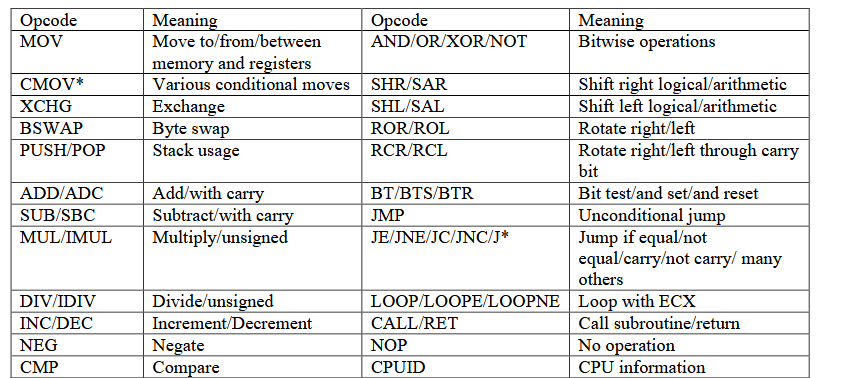 Opcode Meaning Opcode Meaning
MOV Move to/from/between AND/OR/XOR/NOT Bitwise operations
memory and registers
CMOV* Various conditional moves SHR/SAR Shift right logical/arithmetic
XCHG Exchange SHL/SAL Shift left logical/arithmetic
BSWAP Byte swap ROR/ROL Rotate right/left
PUSH/POP Stack usage RCR/RCL Rotate right/left through carry
bit
ADD/ADC Add/with carry BT/BTS/BTR Bit test/and set/and reset
SUB/SBC Subtract/with carry JMP Unconditional jump
MUL/IMUL Multiply/unsigned JE/JNE/JC/JNC/J* Jump if equal/not
equal/carry/not carry/ many
others
DIV/IDIV Divide/unsigned LOOP/LOOPE/LOOPNE Loop with ECX
INC/DEC Increment/Decrement CALL/RET Call subroutine/return
NEG Negate NOP No operation
CMP Compare CPUID CPU information